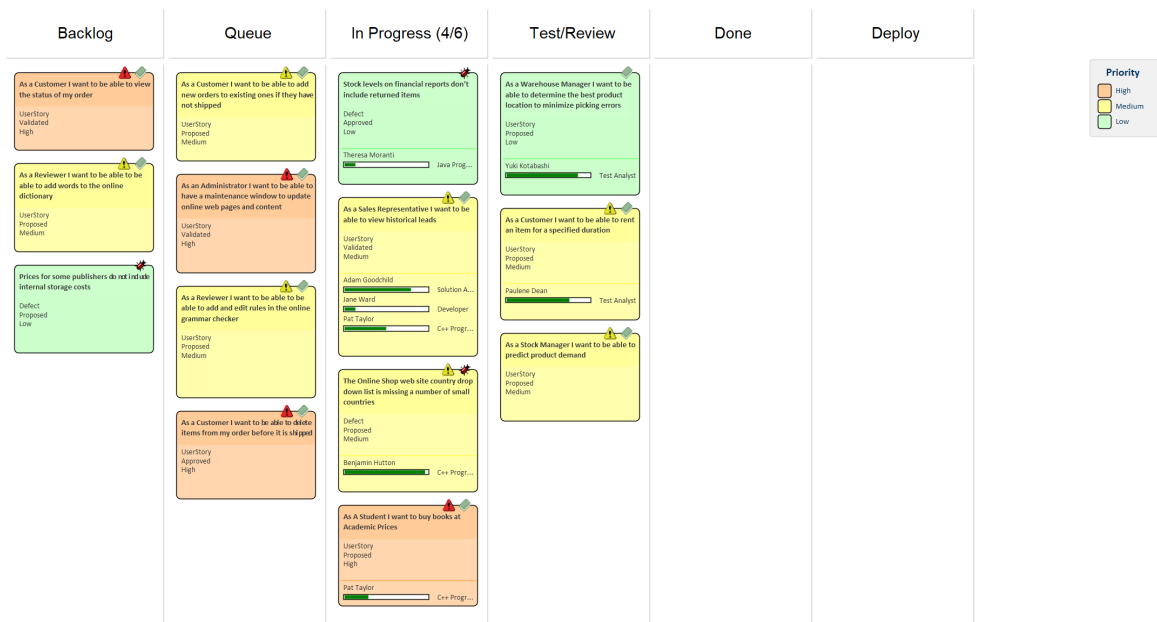 Backlog
Queue
In Progress (4/6)
Test/Review
Done
Deploy
As a Customer I want to be able to view
the status of my order
UserStory
Validated
High
As a Reviewer I want to be able to be
able to add words to the online
dictionary
UserStory
Proposed
Medium
Prices for some publishers do not include
internal storage costs
Defect
Proposed
Low
As a Customer I want to be able to add
new orders to existing ones if they have
not shipped
UserStory
Proposed
Medium
As an Administrator I want to be able to
have a maintenance window to update
online web pages and content
UserStory
Validated
High
As a Reviewer I want to be able to be
able to add and edit rules in the online
grammar checker
UserStory
Proposed
Medium
As a Customer I want to be able to delete
items from my order before it is shipped
UserStory
Approved
High
Stock levels on financial reports don't
include returned items
Defect
Approved
Low
Theresa Moranti
Java Prog...
As a Sales Representative I want to be
able to view historical leads
UserStory
Validated
Medium
Adam Goodchild
Solution A...
Jane Ward
Developer
Pat Taylor
C++ Progr...
The Online Shop web site country drop
down list is missing a number of small
countries
Defect
Proposed
Medium
Benjamin Hutton
C++ Progr...
As A Student I want to buy books at
Academic Prices
UserStory
Proposed
High
Pat Taylor
C++ Progr...
As a Warehouse Manager I want to be
able to determine the best product
location to minimize picking errors
UserStory
Proposed
Low
Yuki Kotabashi
Test Analyst
As a Customer I want to be able to rent
an item for a specified duration
UserStory
Proposed
Medium
Paulene Dean
Test Analyst
As a Stock Manager I want to be able to
predict product demand
UserStory
Proposed
Medium
Priority
High
Medium
Low